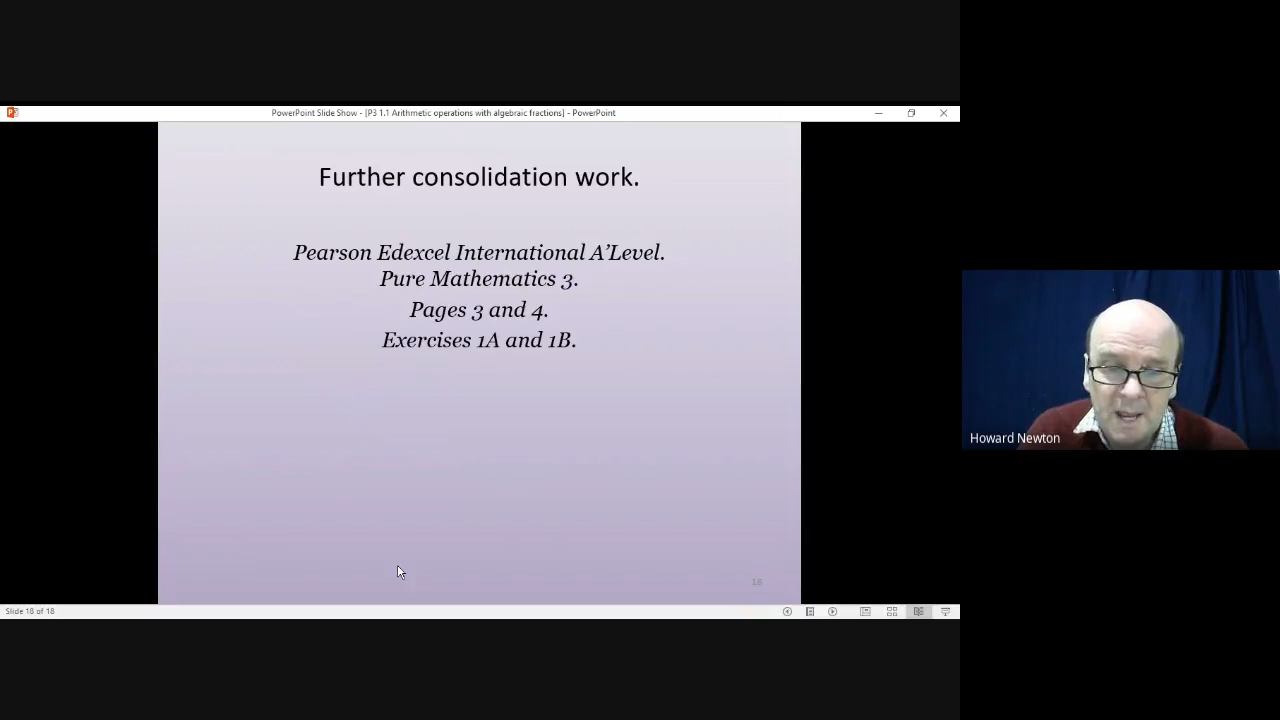 PowerPoint Slide Show - [P3 1.1 Arithmetic operations with algebraic fractions] - PowerPoint
Further consolidation work.
Pearson Edexcel International A’Level.
Pure Mathematics 3.
Pages 3 and 4.
Exercises 1A and 1B.
Howard Newton
18
Slide 18 of 18